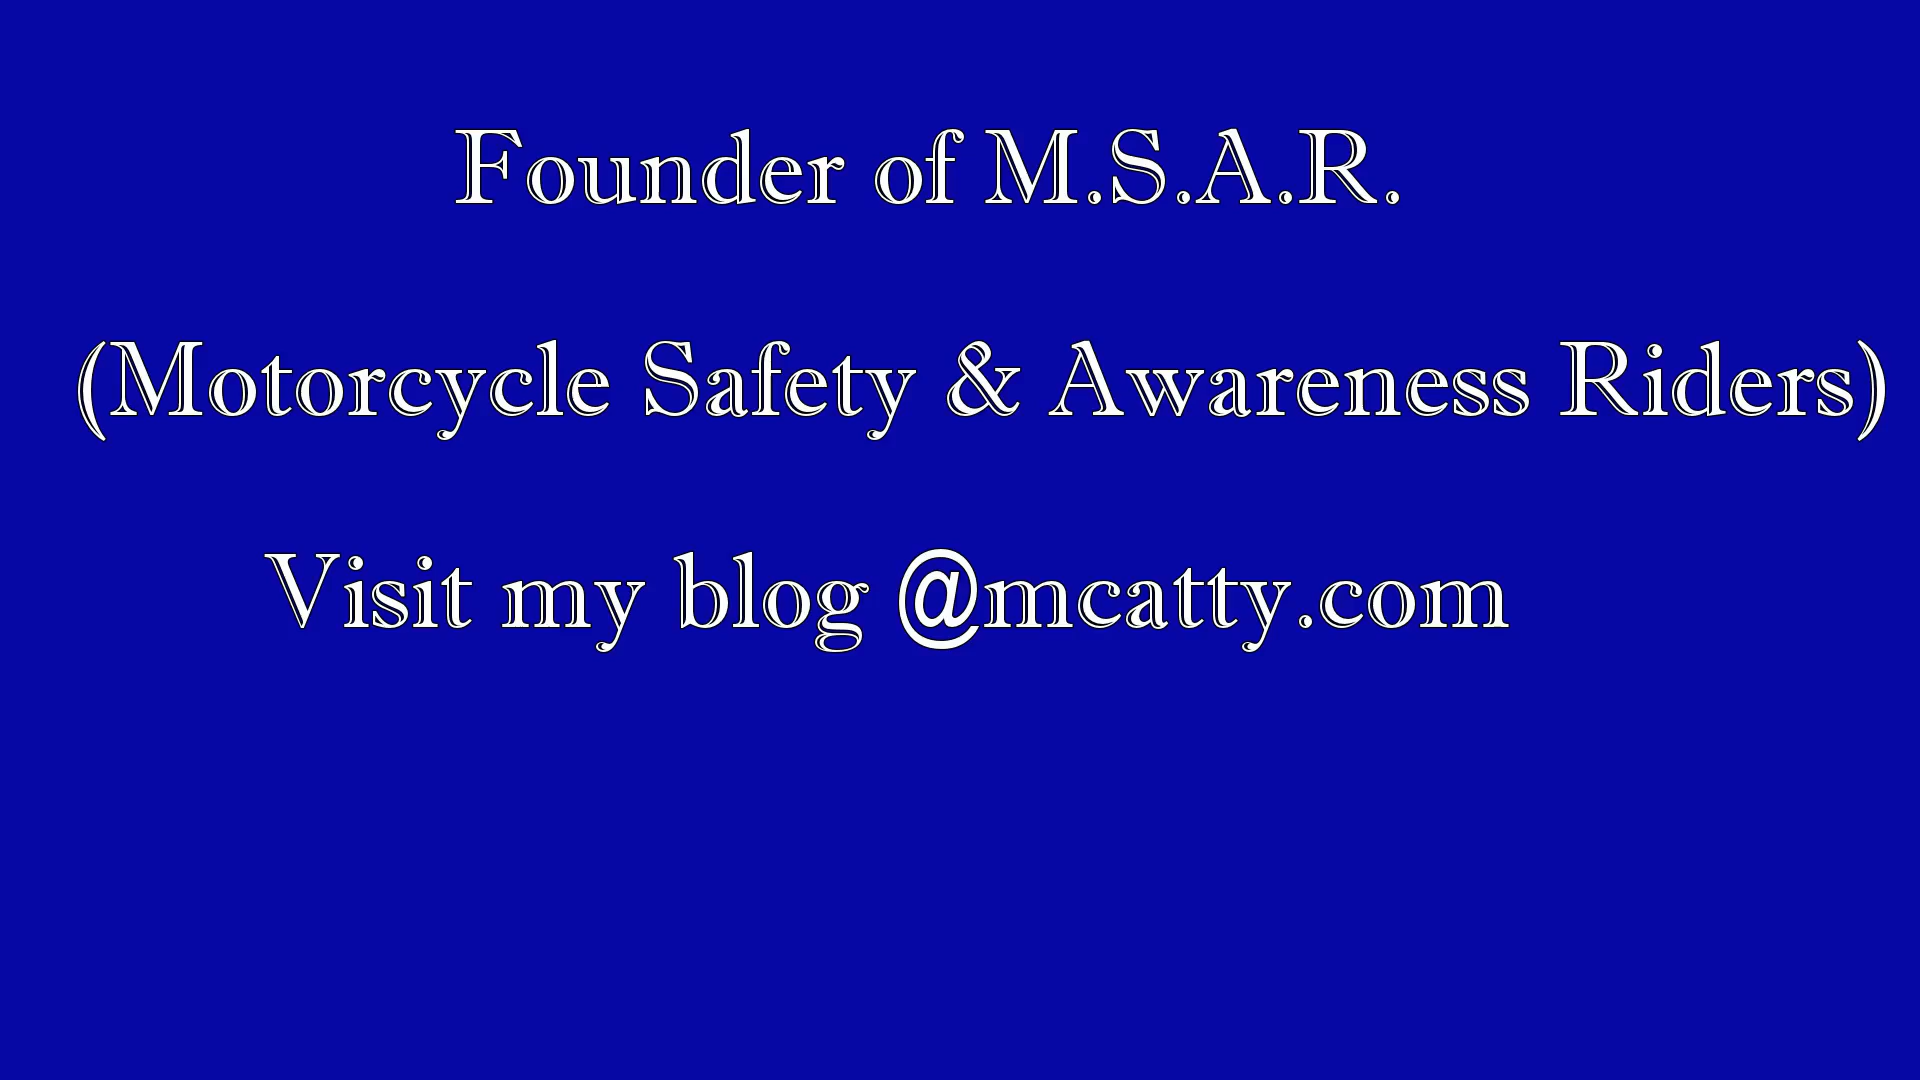 Founder of M.S.A.R.
(Motorcycle Safety & Awareness Riders)
Visit my blog @mcatty.com